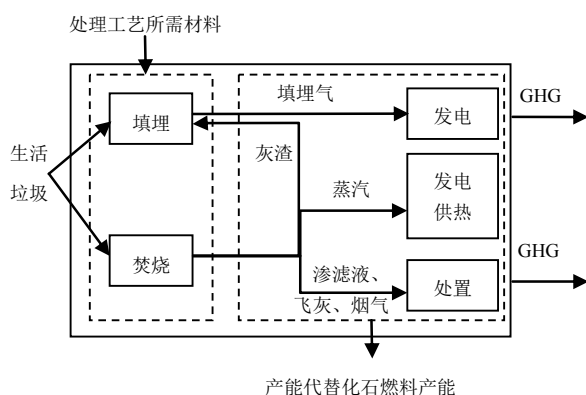 处理工艺所需材料
填埋气
GHG
填埋
发电
生活
垃圾
灰渣
蒸汽
发电
供热
GHG
焚烧
渗滤液、
飞灰、烟气
处置
产能代替化石燃料产能